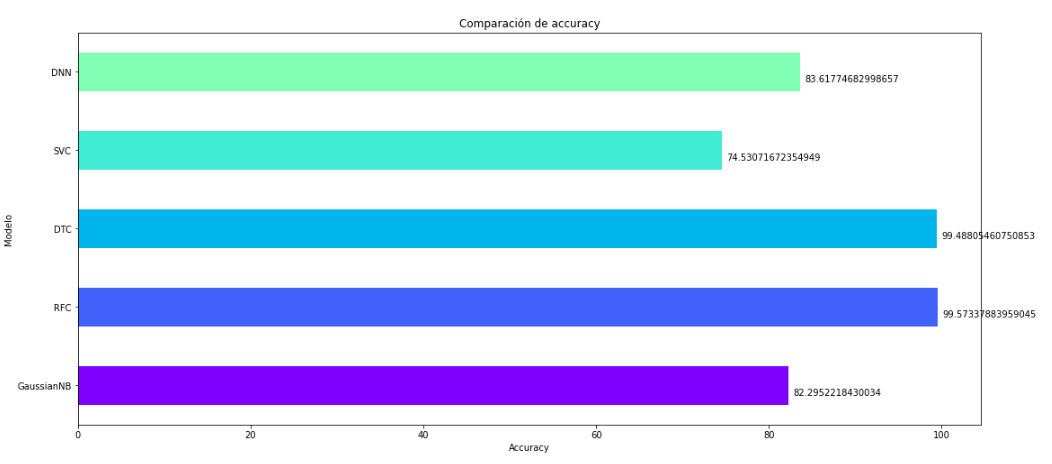 Comparación de accuracy
DNN
83.61774682998657
SVC
74.53071672354949
Modelo
DTC
99.48805460750853
RFC
99.57337883959045
GaussianNB
82.2952218430034
0 20 40 60 80 100
Accuracy